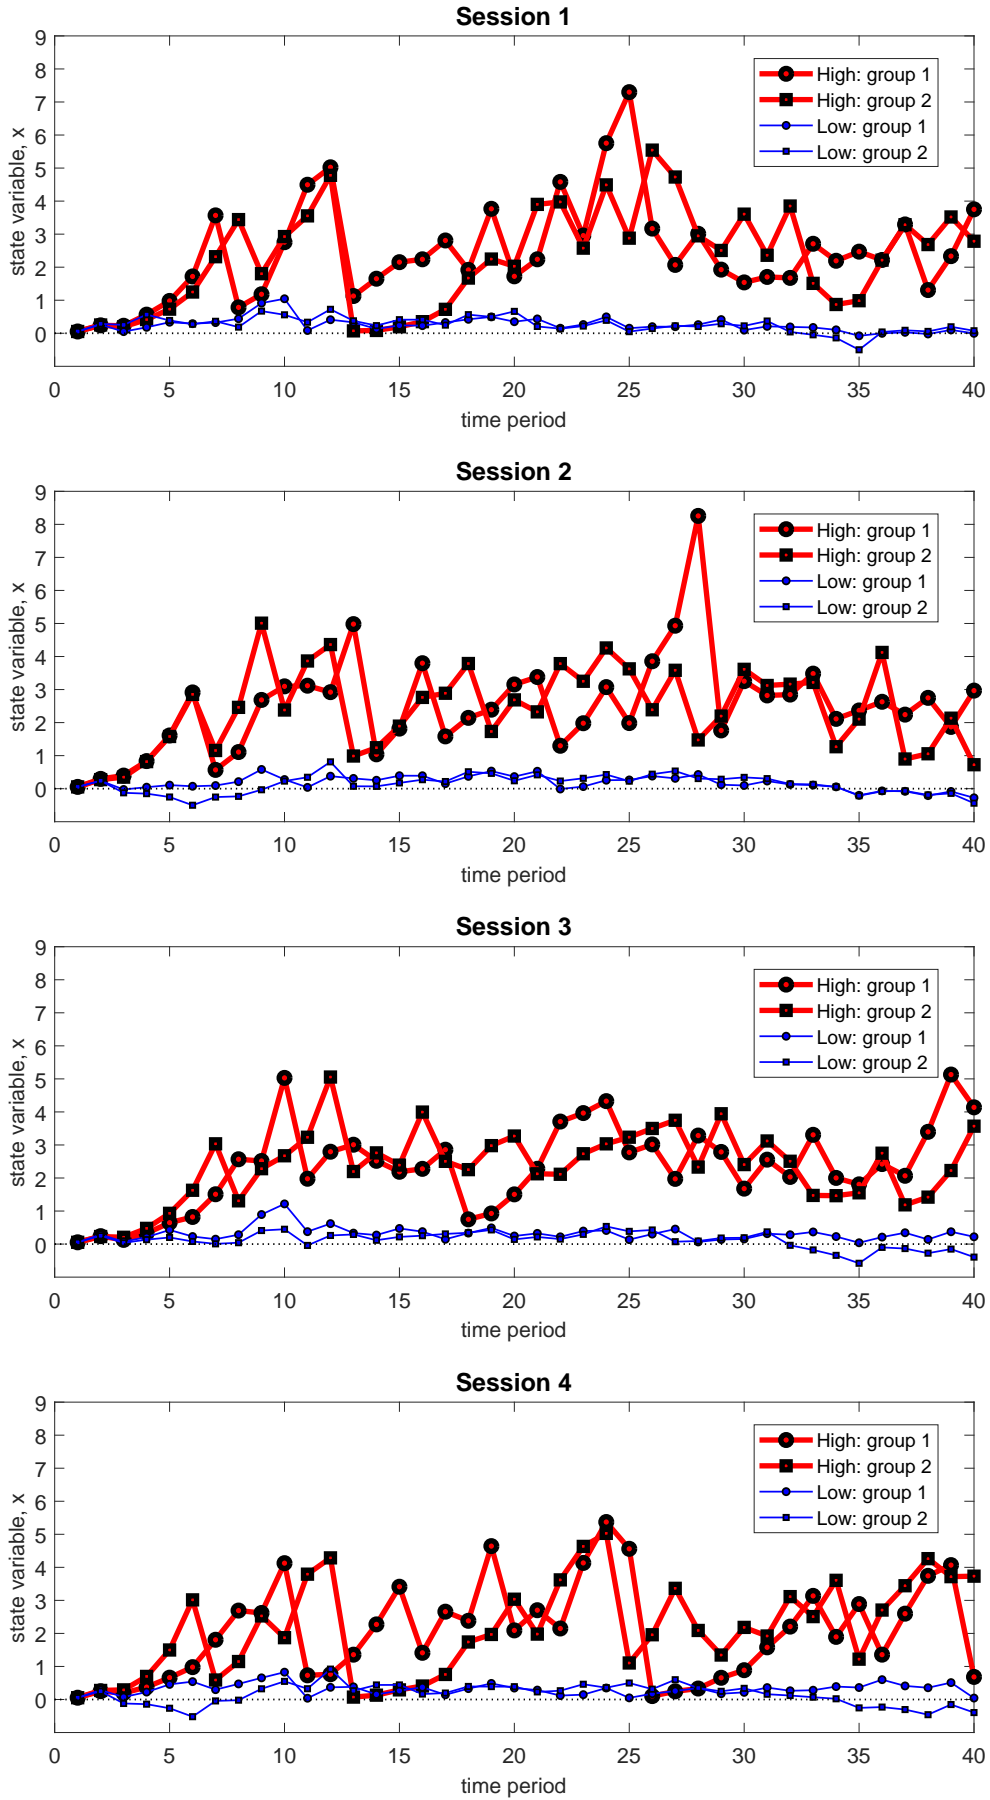 Session 1
9
8
7
6
5
4
3
2
1
0
state variable, x
High: group 1
High: group 2
Low: group 1
Low: group 2
0 5 10 15 20 25 30 35 40
time period
Session 2
9
8
7
6
5
4
3
2
1
0
state variable, x
High: group 1
High: group 2
Low: group 1
Low: group 2
0 5 10 15 20 25 30 35 40
time period
Session 3
9
8
7
6
5
4
3
2
1
0
state variable, x
High: group 1
High: group 2
Low: group 1
Low: group 2
0 5 10 15 20 25 30 35 40
time period
Session 4
9
8
7
6
5
4
3
2
1
0
state variable, x
High: group 1
High: group 2
Low: group 1
Low: group 2
0 5 10 15 20 25 30 35 40
time period